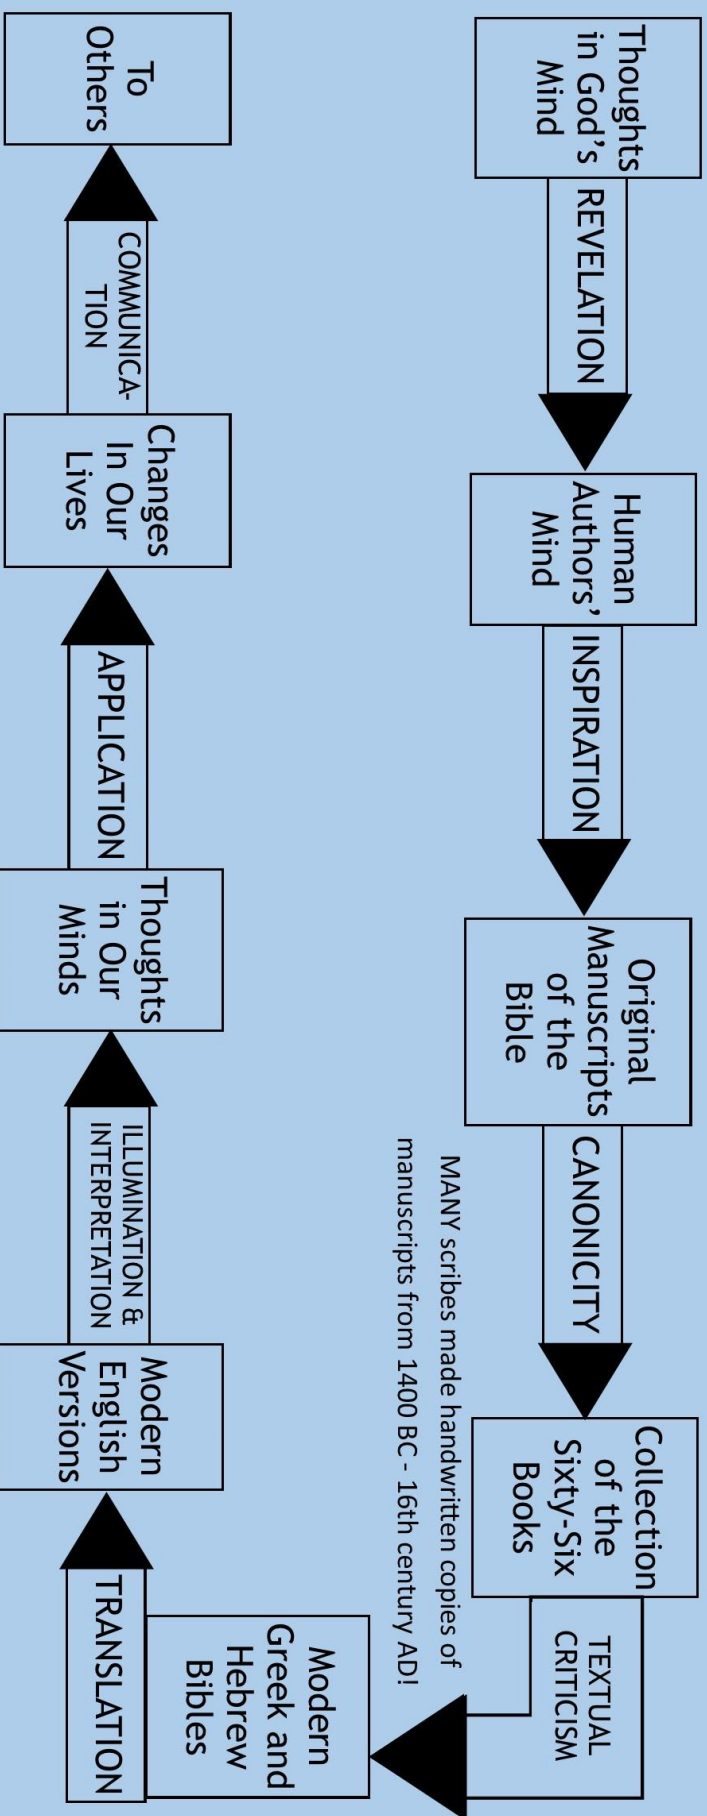 Thoughts
in God's
Mind
REVELATION
Human
Authors'
Mind
INSPIRATION
Original
Manuscripts
of the
Bible
CANONICITY
Collection
of the
Sixty-Six
Books
TEXTUAL
CRITICISM
MANY scribes made handwritten copies of
manuscripts from 1400 BC - 16th century AD!
Modern
Greek and
Hebrew
Bibles
TRANSLATION
Modern
English
Versions
ILLUMINATION &
INTERPRETATION
Thoughts
in Our
Minds
APPLICATION
Changes
In Our
Lives
COMMUNICA-
TION
To
Others